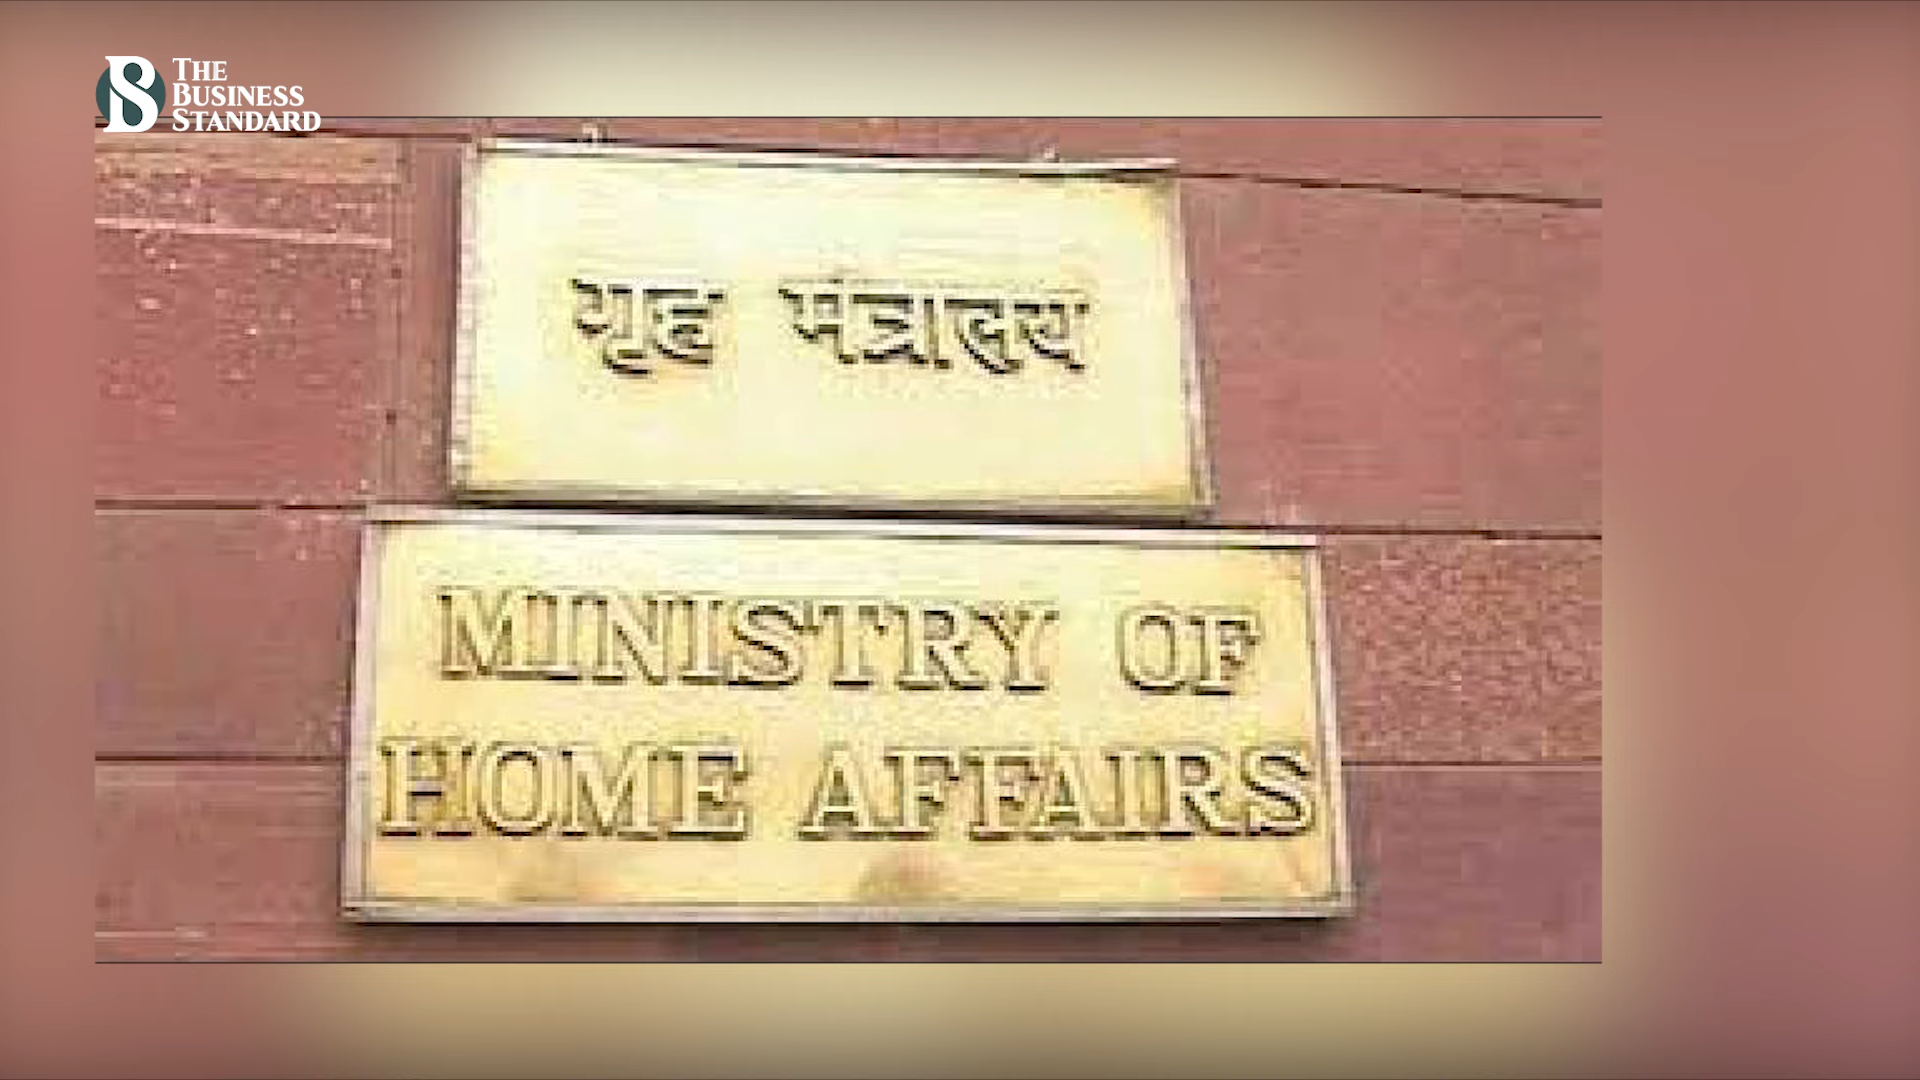 THE
BUSINESS
STANDARD
गृह मंत्रालय
MINISTRY OF
HOME AFFAIRS